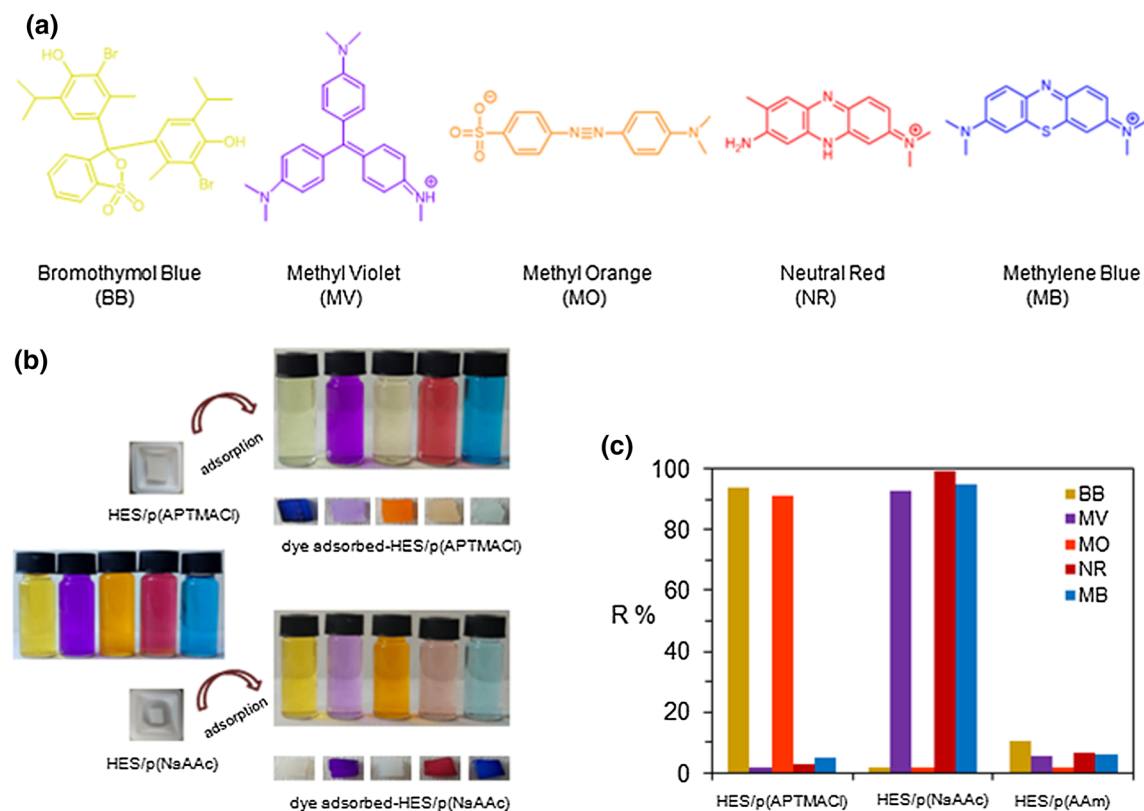 (a)
HO
Br
OH
Br
O
S
O
O
N
N
NH
⊕
⊖
O
O
S
O
N≡N
N
N
H₂N
N
H
N
⊕
N
N
S
N
⊕
Bromothymol Blue
(BB)
Methyl Violet
(MV)
Methyl Orange
(MO)
Neutral Red
(NR)
Methylene Blue
(MB)
(b)
adsorption
HES/p(APTMACl)
dye adsorbed-HES/p(APTMACl)
adsorption
HES/p(NaAAc)
dye adsorbed-HES/p(NaAAc)
(c)
100
80
60
R %
40
20
0
BB
MV
MO
NR
MB
HES/p(APTMACl)
HES/p(NaAAc)
HES/p(AAm)